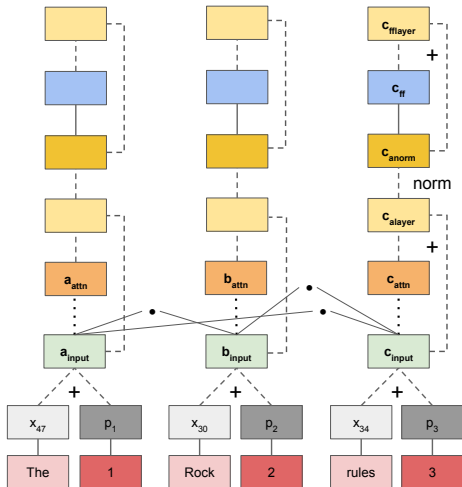 c_fflayer
+
c_ff
c_anorm
norm
c_alayer
+
a_attn b_attn c_attn
a_input b_input c_input
+ + +
x_47 p_1 x_30 p_2 x_34 p_3
The 1 Rock 2 rules 3